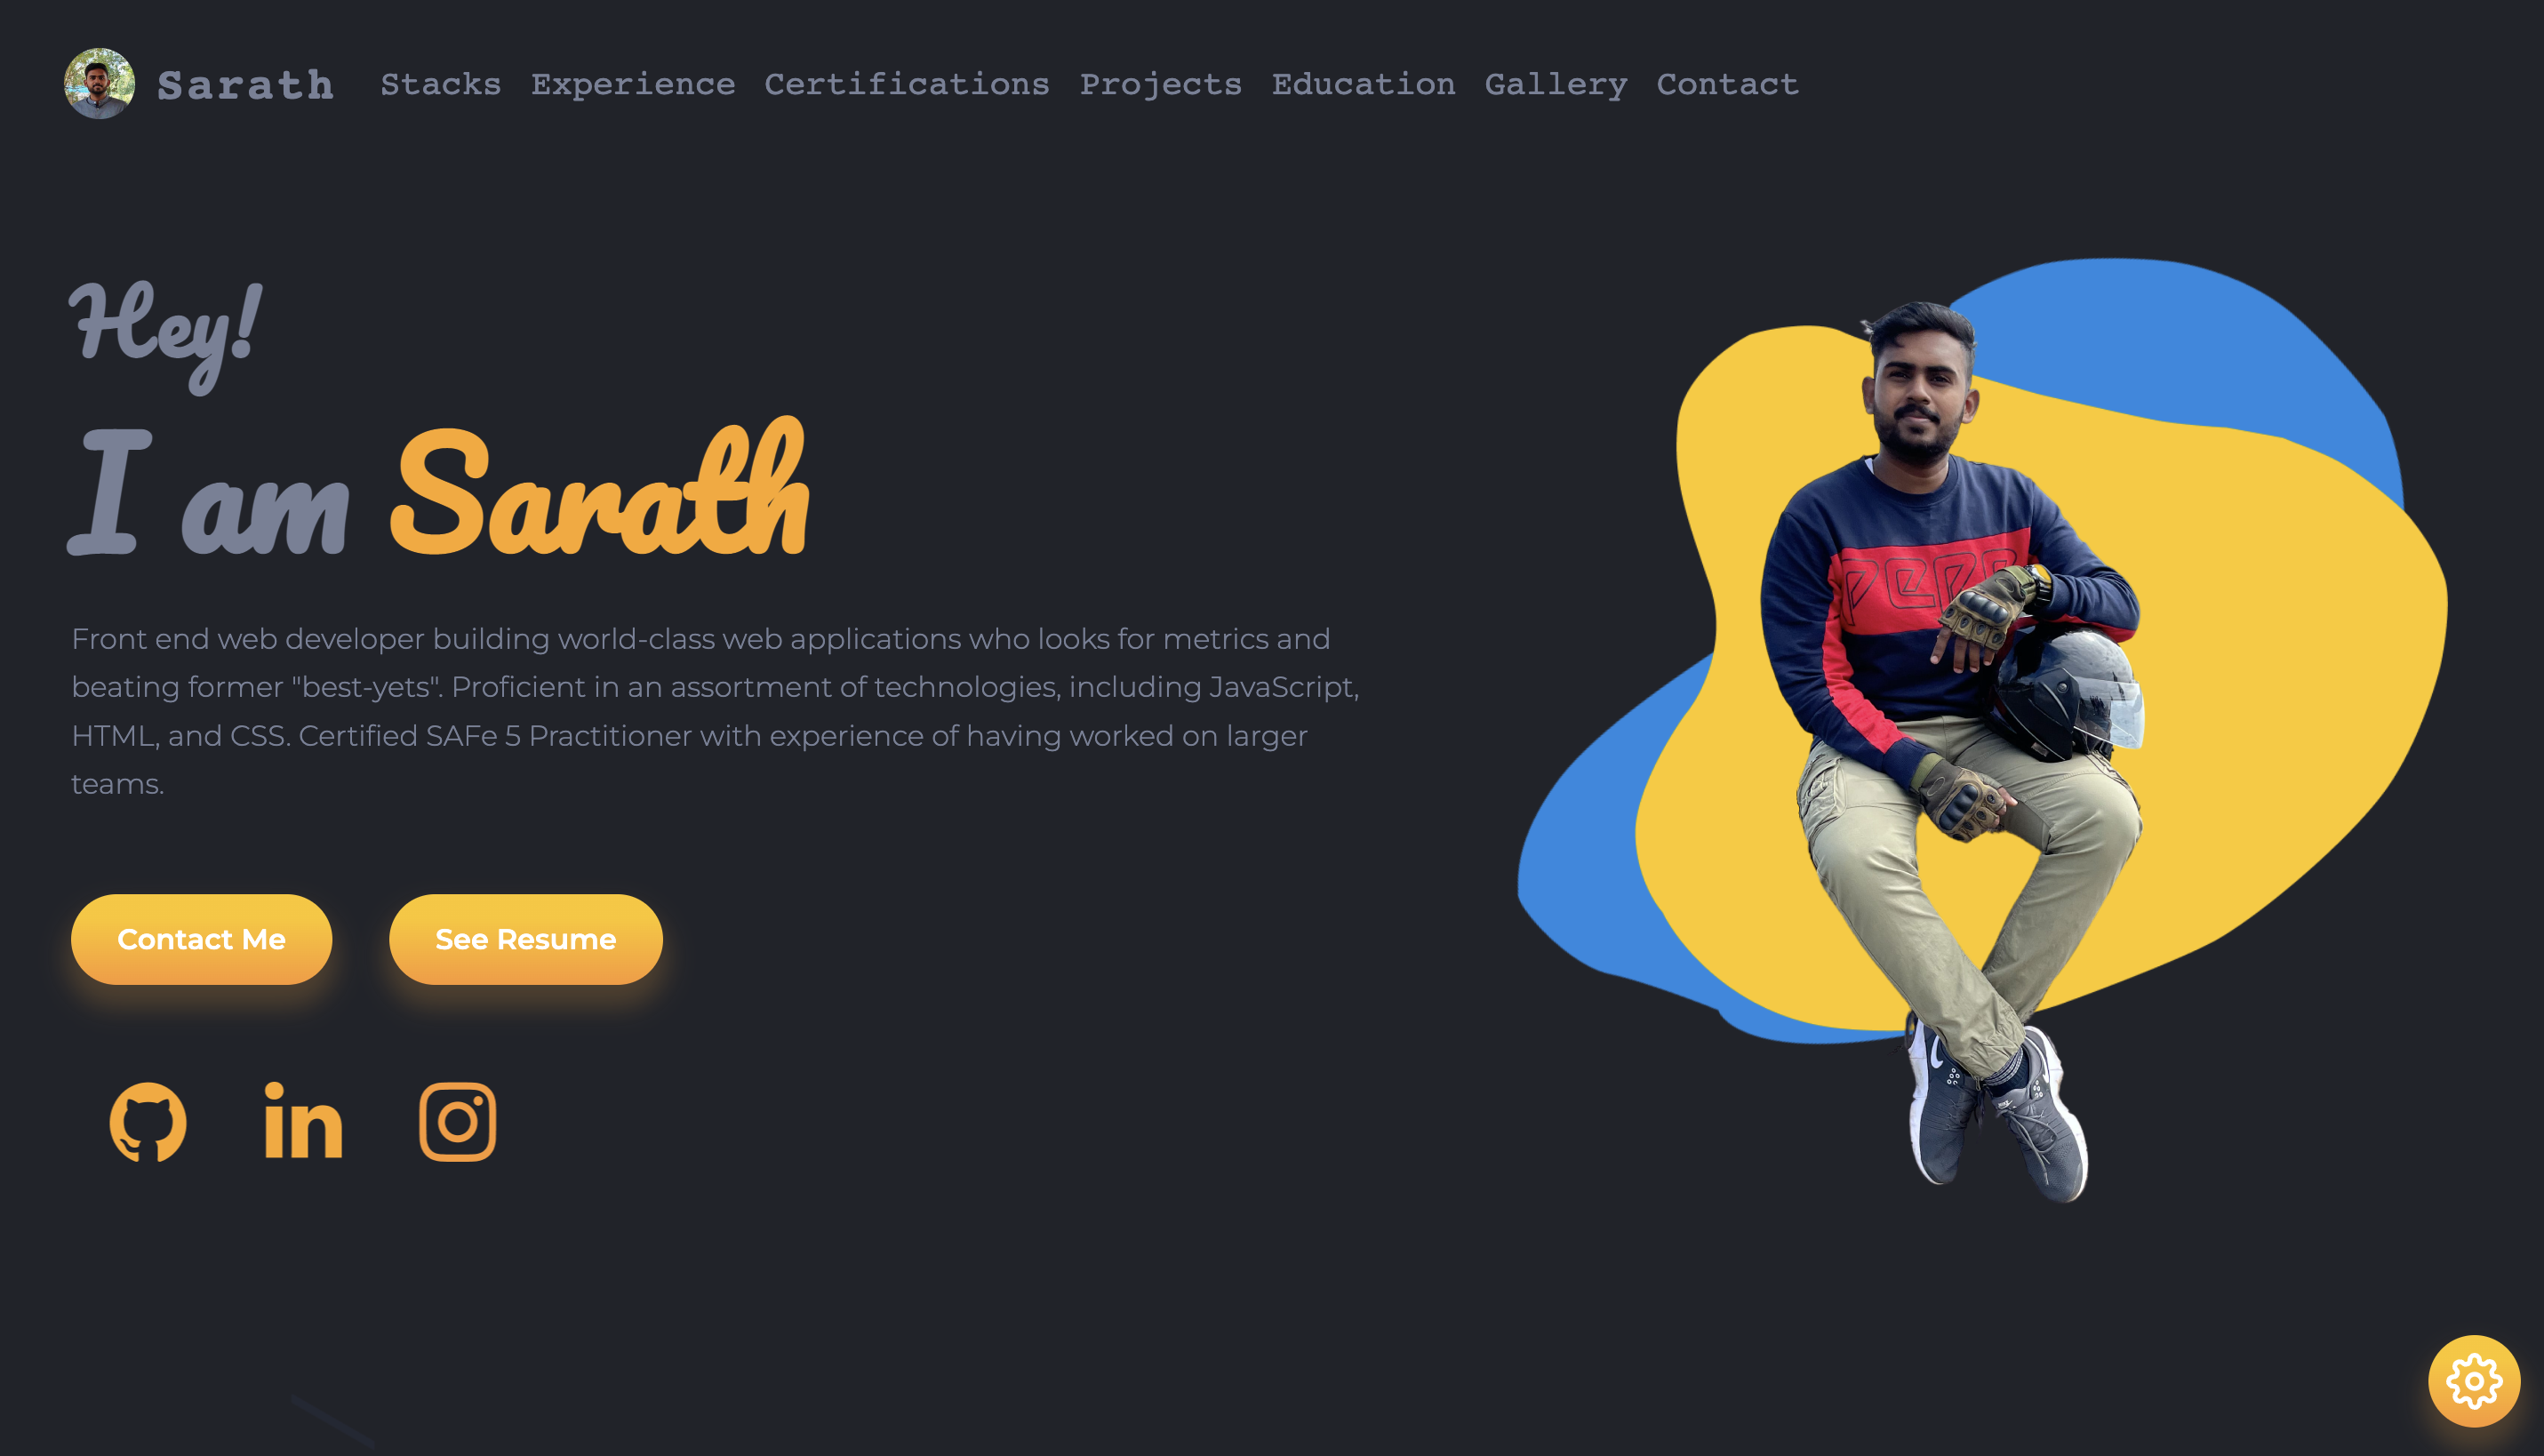 Sarath Stacks Experience Certifications Projects Education Gallery Contact
Hey!
I am Sarath
Front end web developer building world-class web applications who looks for metrics and
beating former "best-yets". Proficient in an assortment of technologies, including JavaScript,
HTML, and CSS. Certified SAFe 5 Practitioner with experience of having worked on larger
teams.
Contact Me See Resume
in